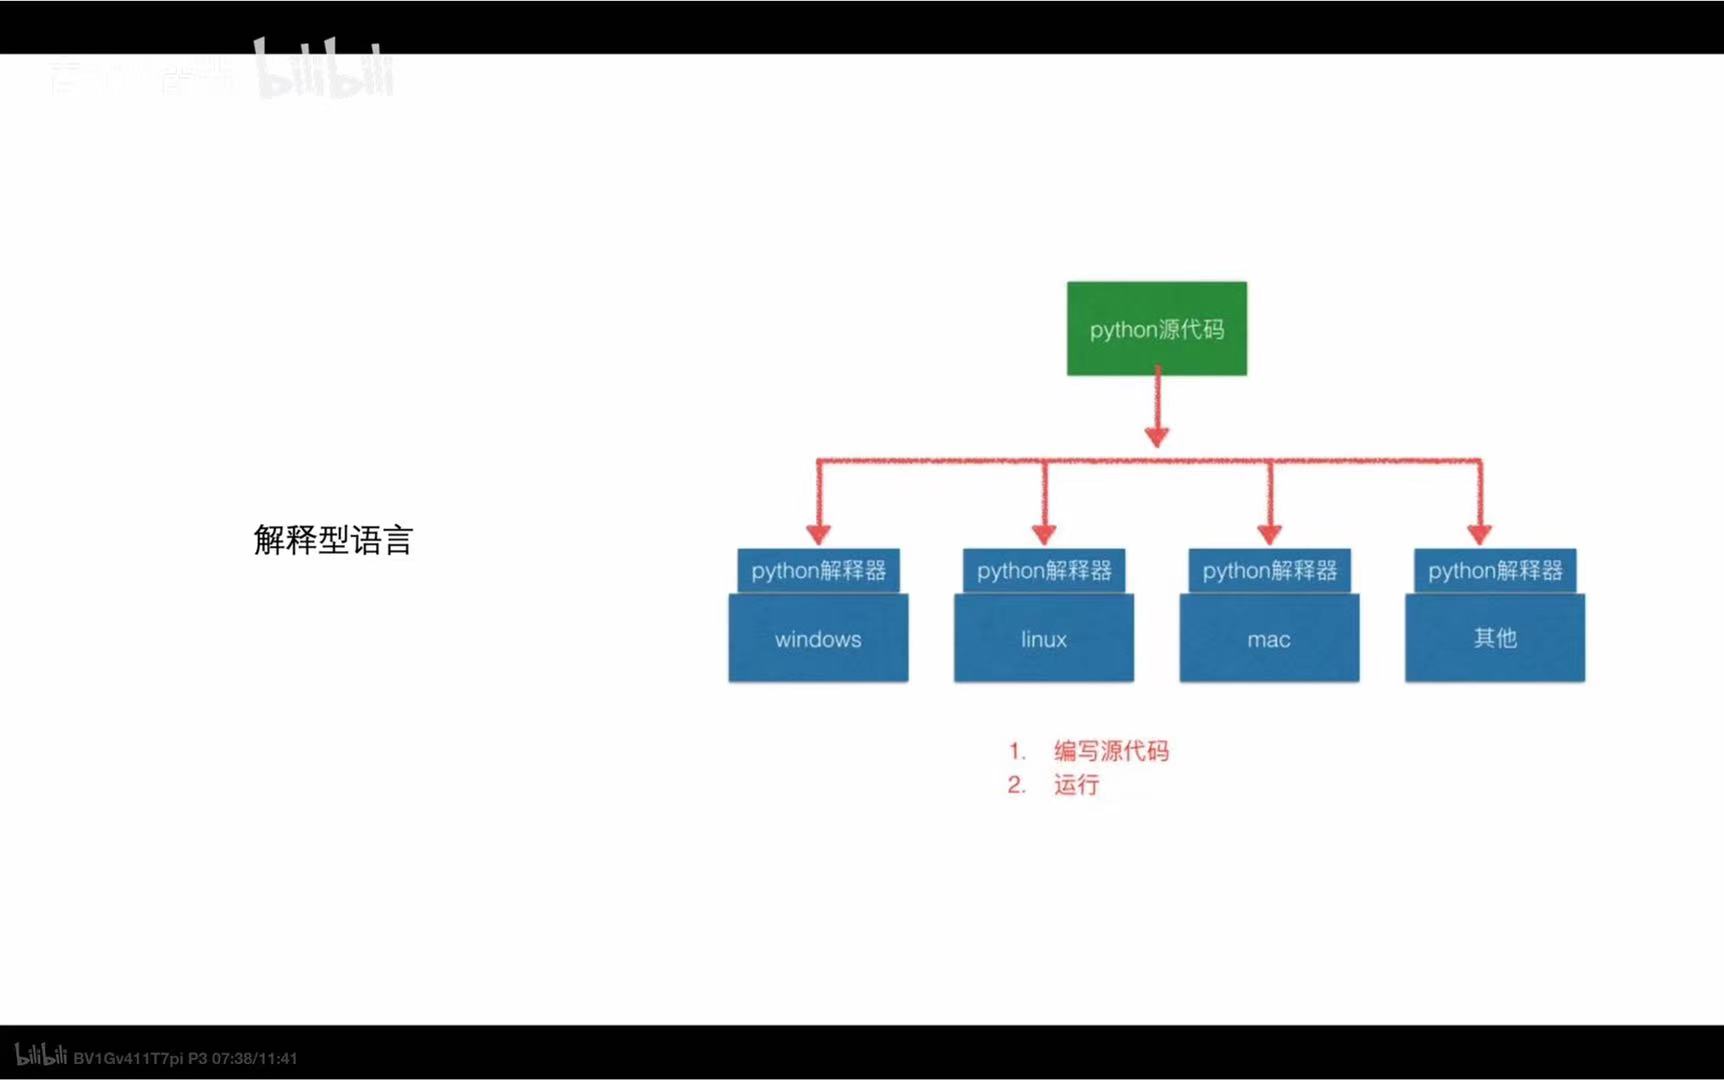 bilibili
python源代码
解释型语言
python解释器 python解释器 python解释器 python解释器
windows linux mac 其他
1. 编写源代码
2. 运行
bilibili BV1Gv411T7pi P3 07:38/11:41